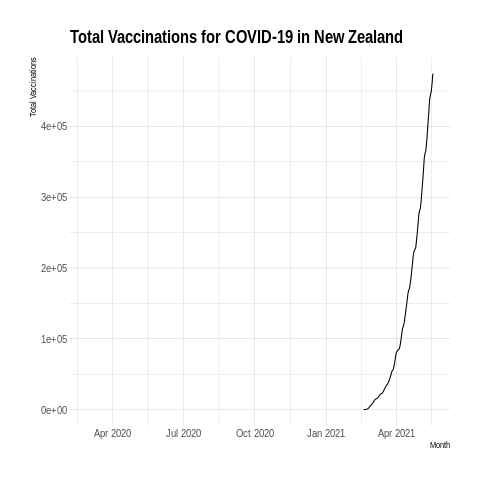 Total Vaccinations for COVID-19 in New Zealand
Total Vaccinations
4e+05
3e+05
2e+05
1e+05
0e+00
Apr 2020 Jul 2020 Oct 2020 Jan 2021 Apr 2021
Month